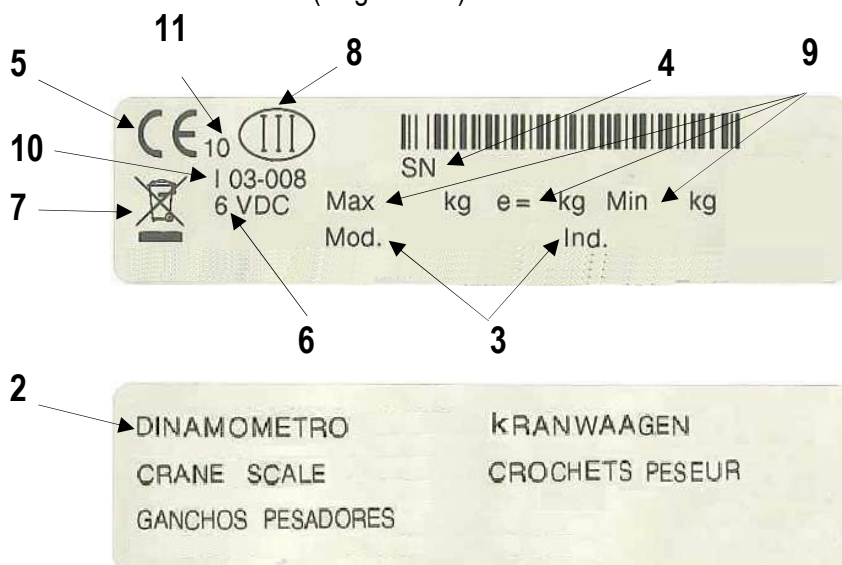 11
5
8
4
9
CE 10 III
SN
10
I 03-008
7
6 VDC Max kg e= kg Min kg
Mod. Ind.
6
3
2
DINAMOMETRO KRANWAAGEN
CRANE SCALE CROCHETS PESEUR
GANCHOS PESADORES